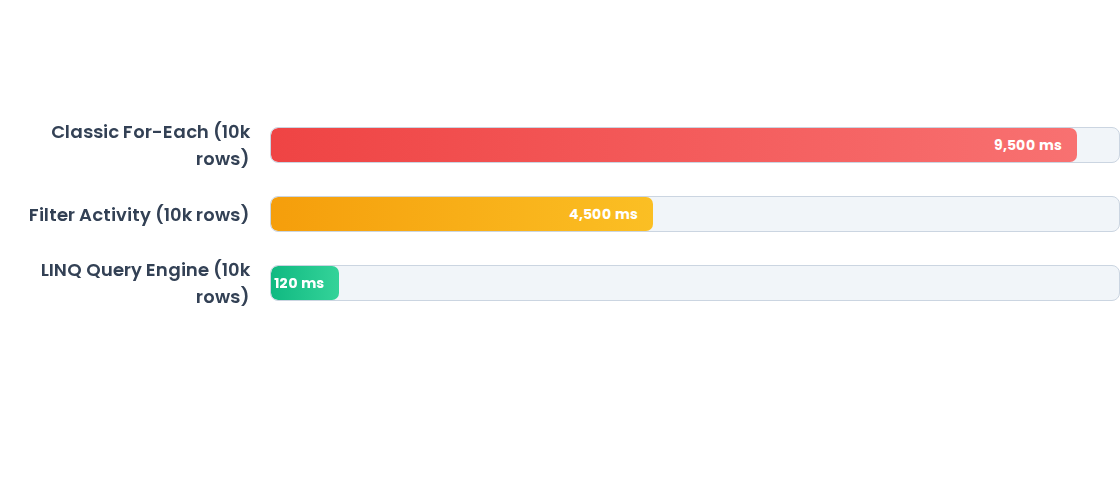 Classic For-Each (10k
rows)
9,500 ms
Filter Activity (10k rows)
4,500 ms
LINQ Query Engine (10k
rows)
120 ms